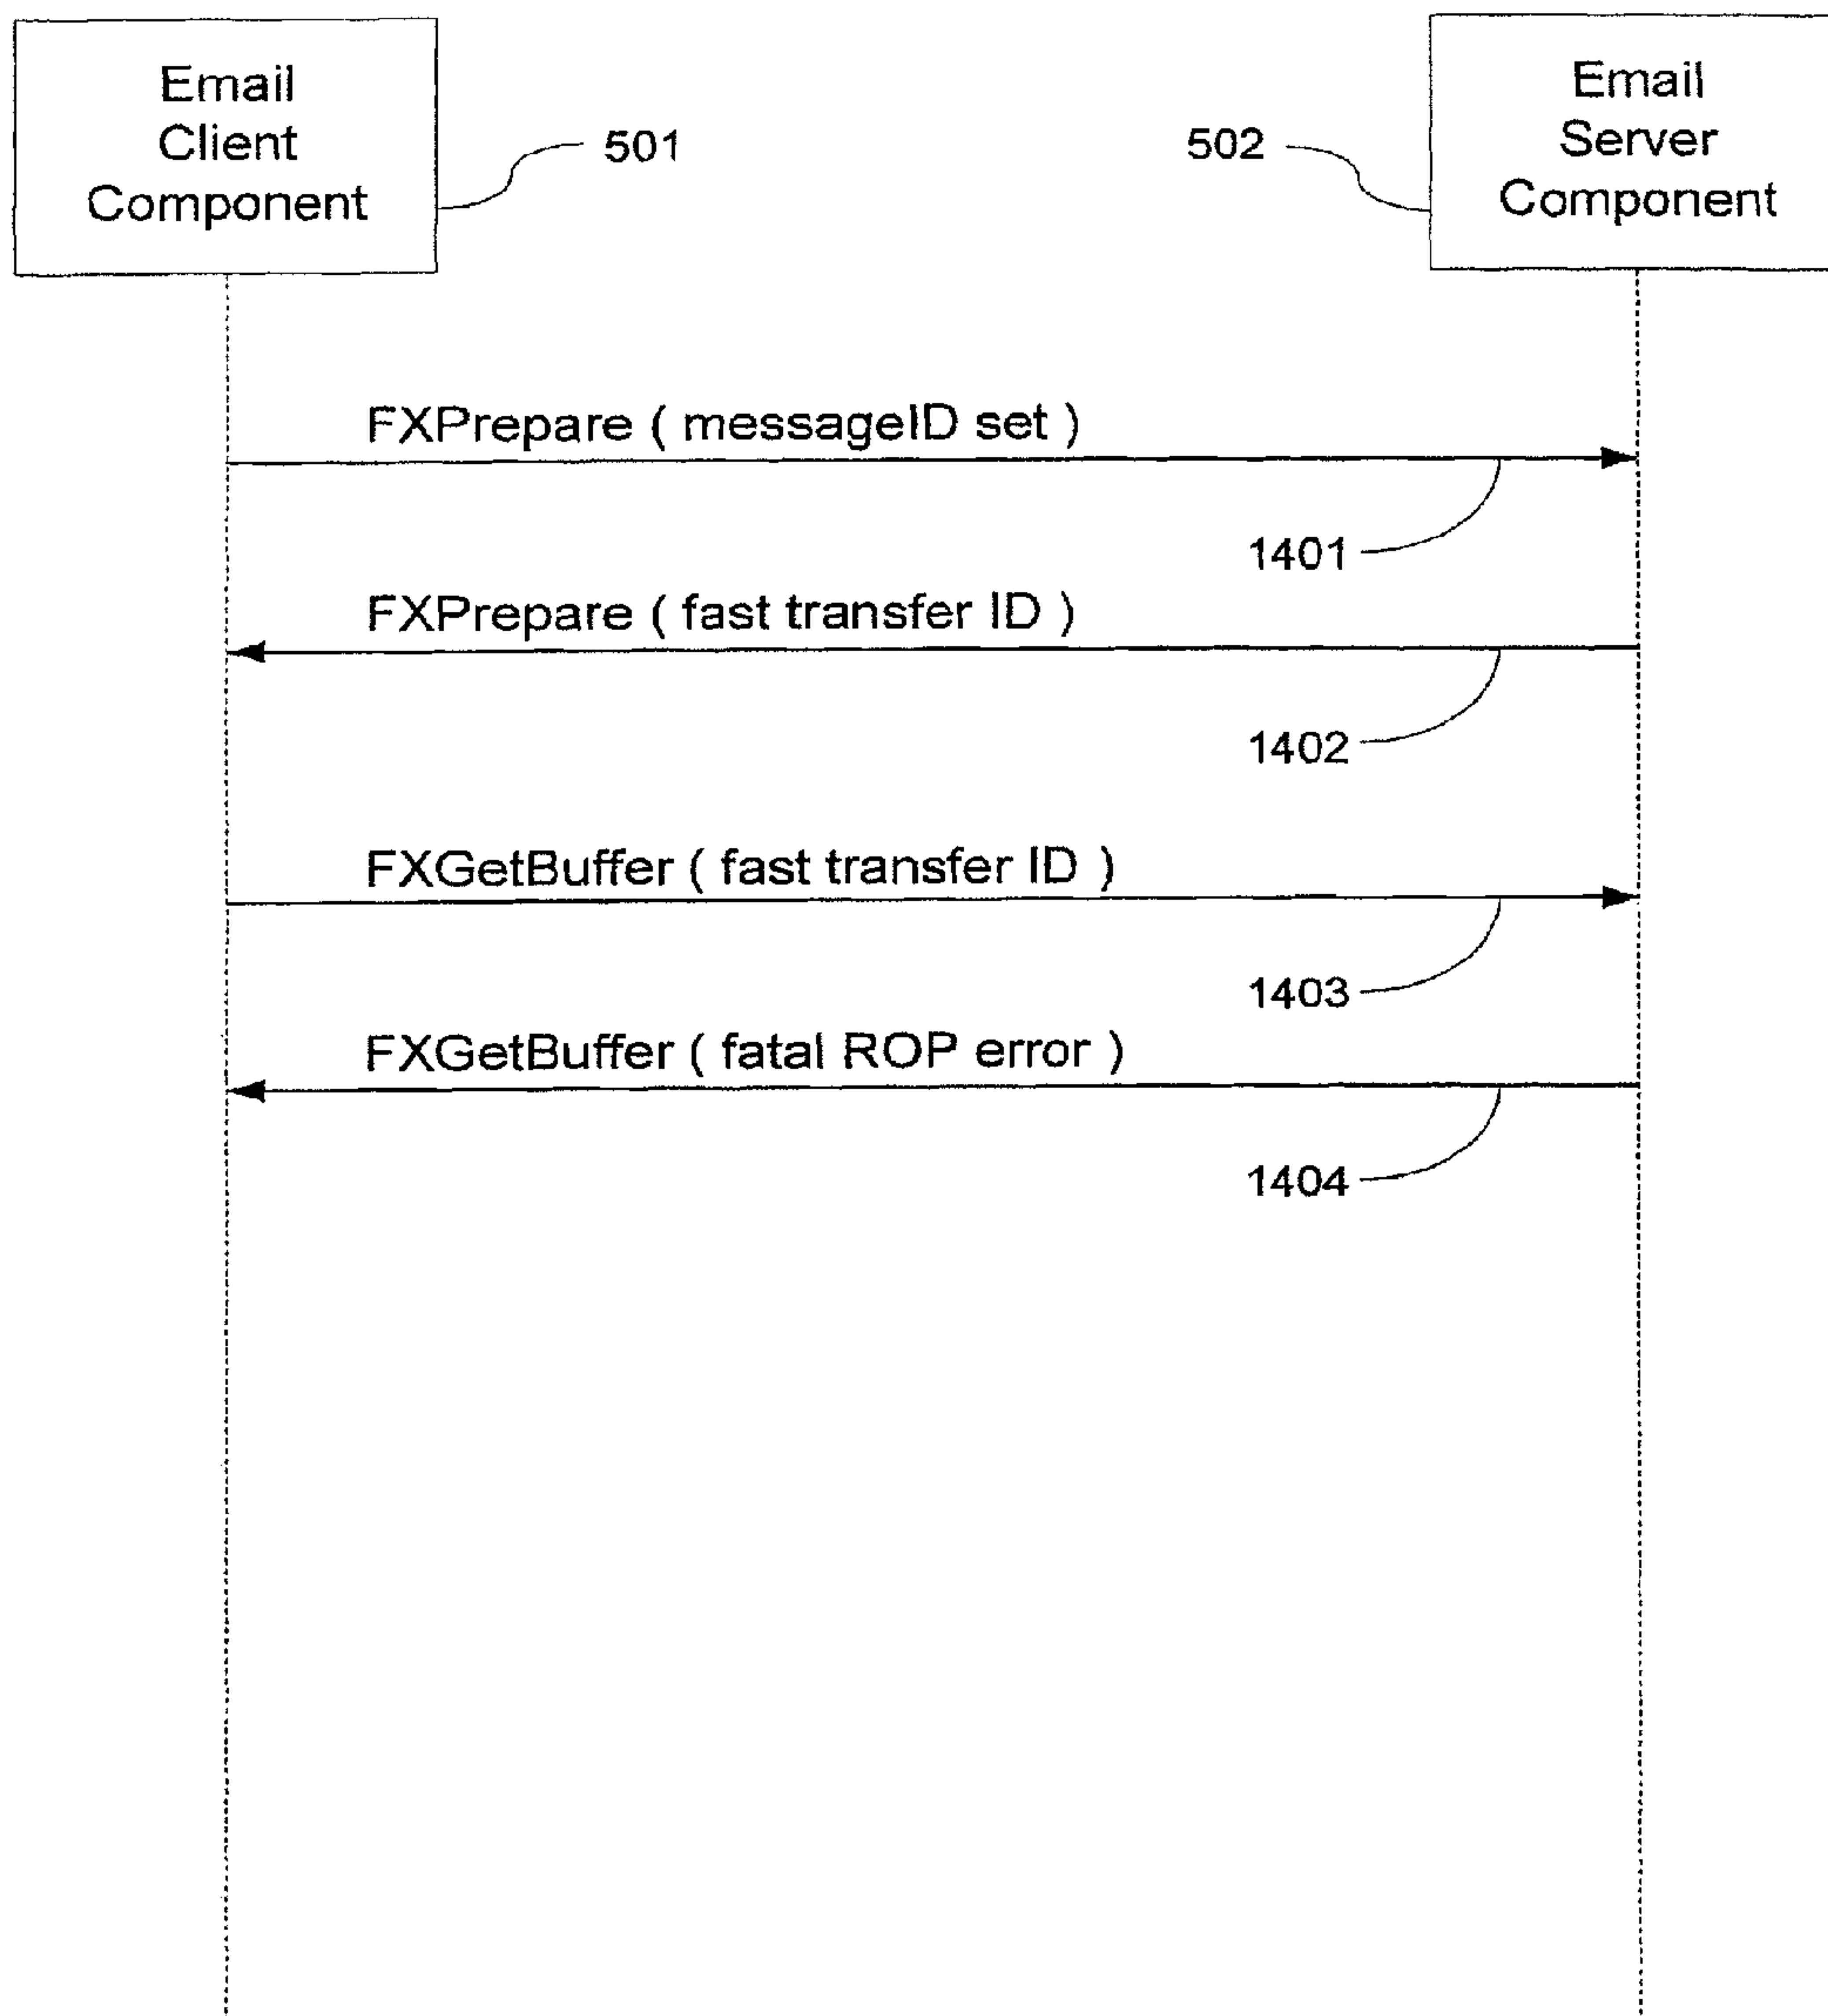 Email
Client
Component
501
502
Email
Server
Component
FXPrepare ( messageID set )
1401
FXPrepare ( fast transfer ID )
1402
FXGetBuffer ( fast transfer ID )
1403
FXGetBuffer ( fatal ROP error )
1404